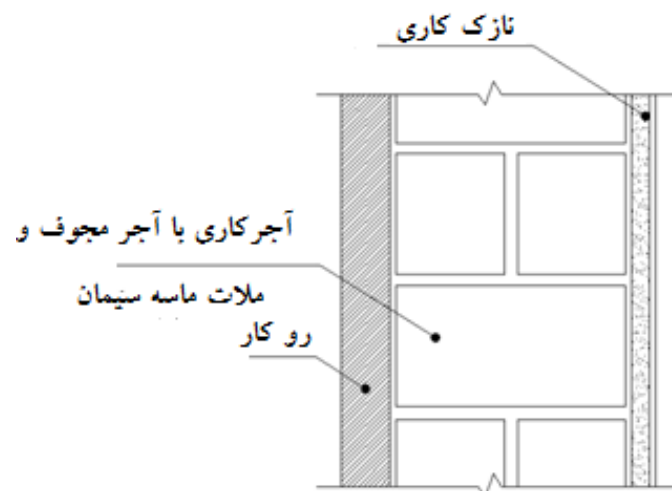 نازک کاری
آجرکاری با آجر مجوف و
ملات ماسه سیمان
رو کار